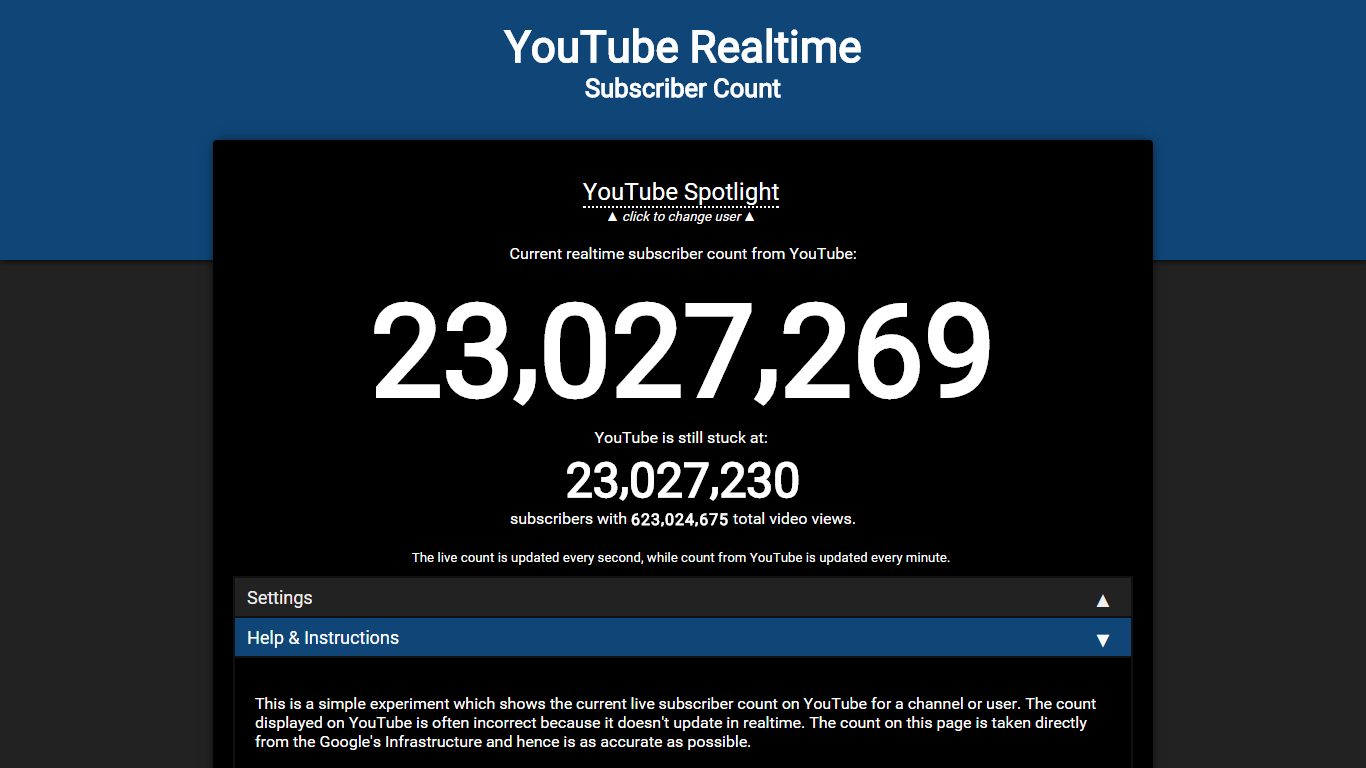 YouTube Realtime
Subscriber Count
YouTube Spotlight
▲ click to change user ▲
Current realtime subscriber count from YouTube:
23,027,269
YouTube is still stuck at:
23,027,230
subscribers with 623,024,675 total video views.
The live count is updated every second, while count from YouTube is updated every minute.
Settings ▲
Help & Instructions ▼
This is a simple experiment which shows the current live subscriber count on YouTube for a channel or user. The count
displayed on YouTube is often incorrect because it doesn't update in realtime. The count on this page is taken directly
from the Google's Infrastructure and hence is as accurate as possible.